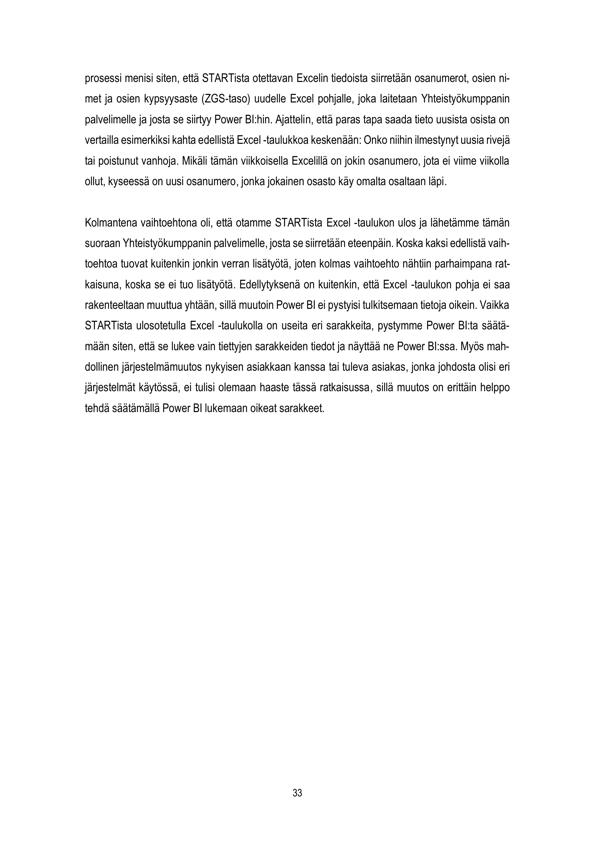 prosessi menisi siten, että STARTista otettavan Excelin tiedoista siirretään osanumerot, osien ni-
met ja osien kypsyysaste (ZGS-taso) uudelle Excel pohjalle, joka laitetaan Yhteistyökumppanin
palvelimelle ja josta se siirtyy Power BI:hin. Ajattelin, että paras tapa saada tieto uusista osista on
vertailla esimerkiksi kahta edellistä Excel -taulukkoa keskenään: Onko niihin ilmestynyt uusia rivejä
tai poistunut vanhoja. Mikäli tämän viikkoisella Excelillä on jokin osanumero, jota ei viime viikolla
ollut, kyseessä on uusi osanumero, jonka jokainen osasto käy omalta osaltaan läpi.
Kolmantena vaihtoehtona oli, että otamme STARTista Excel -taulukon ulos ja lähetämme tämän
suoraan Yhteistyökumppanin palvelimelle, josta se siirretään eteenpäin. Koska kaksi edellistä vaih-
toehtoa tuovat kuitenkin jonkin verran lisätyötä, joten kolmas vaihtoehto nähtiin parhaimpana rat-
kaisuna, koska se ei tuo lisätyötä. Edellytyksenä on kuitenkin, että Excel -taulukon pohja ei saa
rakenteeltaan muuttua yhtään, sillä muutoin Power BI ei pystyisi tulkitsemaan tietoja oikein. Vaikka
STARTista ulosotetulla Excel -taulukolla on useita eri sarakkeita, pystymme Power BI:ta säätä-
mään siten, että se lukee vain tiettyjen sarakkeiden tiedot ja näyttää ne Power BI:ssa. Myös mah-
dollinen järjestelmämuutos nykyisen asiakkaan kanssa tai tuleva asiakas, jonka johdosta olisi eri
järjestelmät käytössä, ei tulisi olemaan haaste tässä ratkaisussa, sillä muutos on erittäin helppo
tehdä säätämällä Power BI lukemaan oikeat sarakkeet.
33